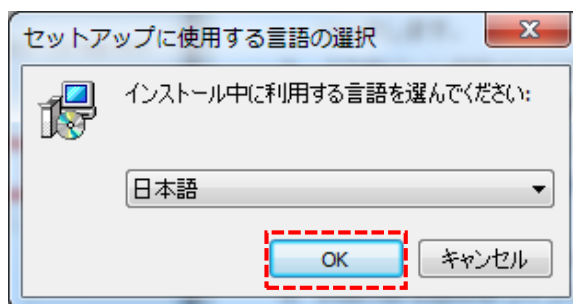 セットアップに使用する言語の選択
インストール中に利用する言語を選んでください:
日本語
OK
キャンセル